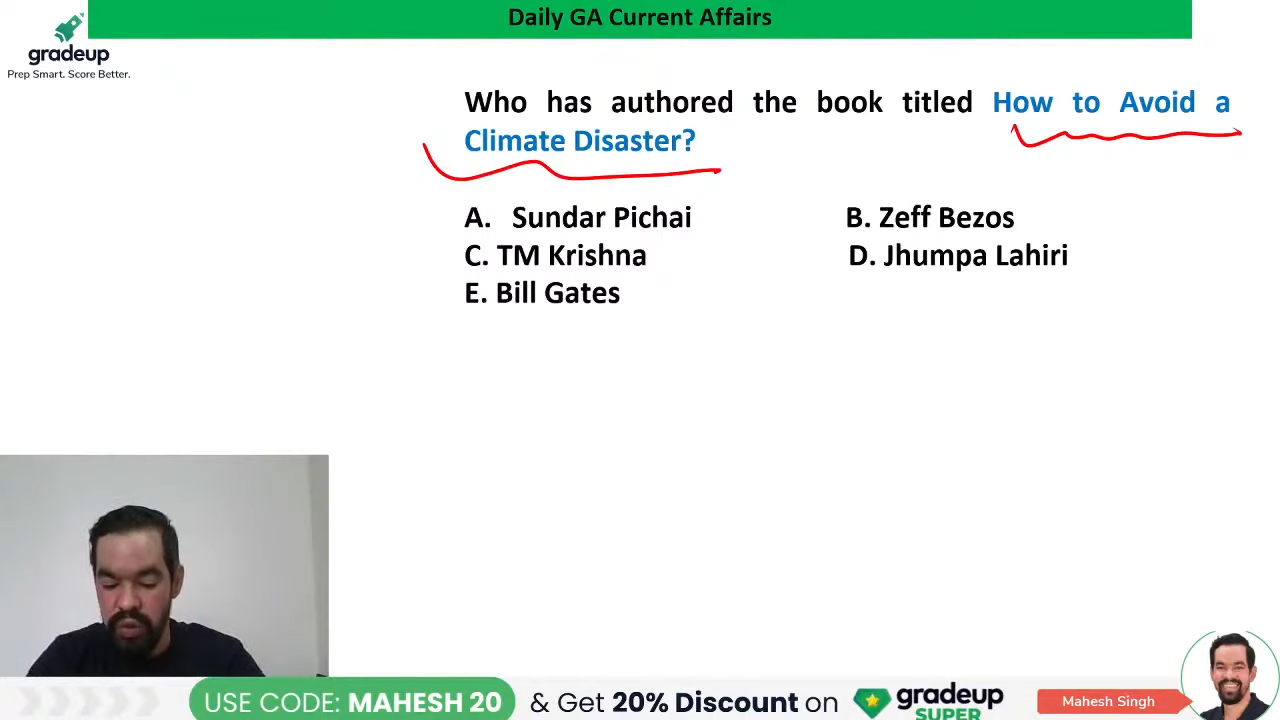 Daily GA Current Affairs
gradeup
Prep Smart. Score Better.
Who has authored the book titled How to Avoid a
Climate Disaster?
A. Sundar Pichai B. Zeff Bezos
C. TM Krishna D. Jhumpa Lahiri
E. Bill Gates
USE CODE: MAHESH 20 & Get 20% Discount on gradeup
SUPER
Mahesh Singh